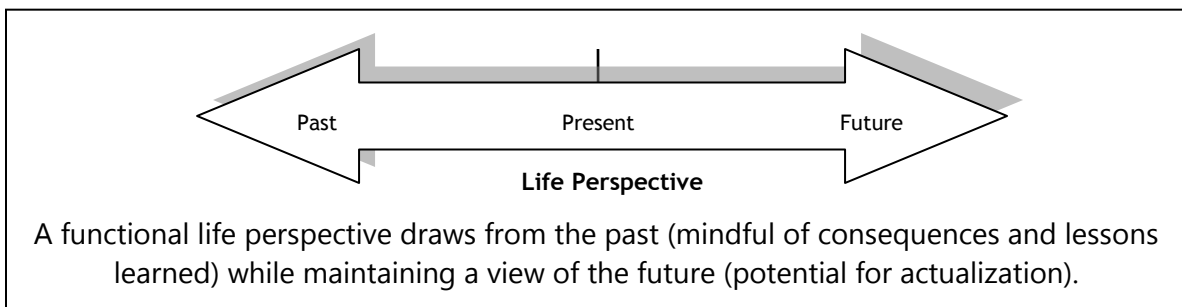 Past Present Future
Life Perspective
A functional life perspective draws from the past (mindful of consequences and lessons
learned) while maintaining a view of the future (potential for actualization).